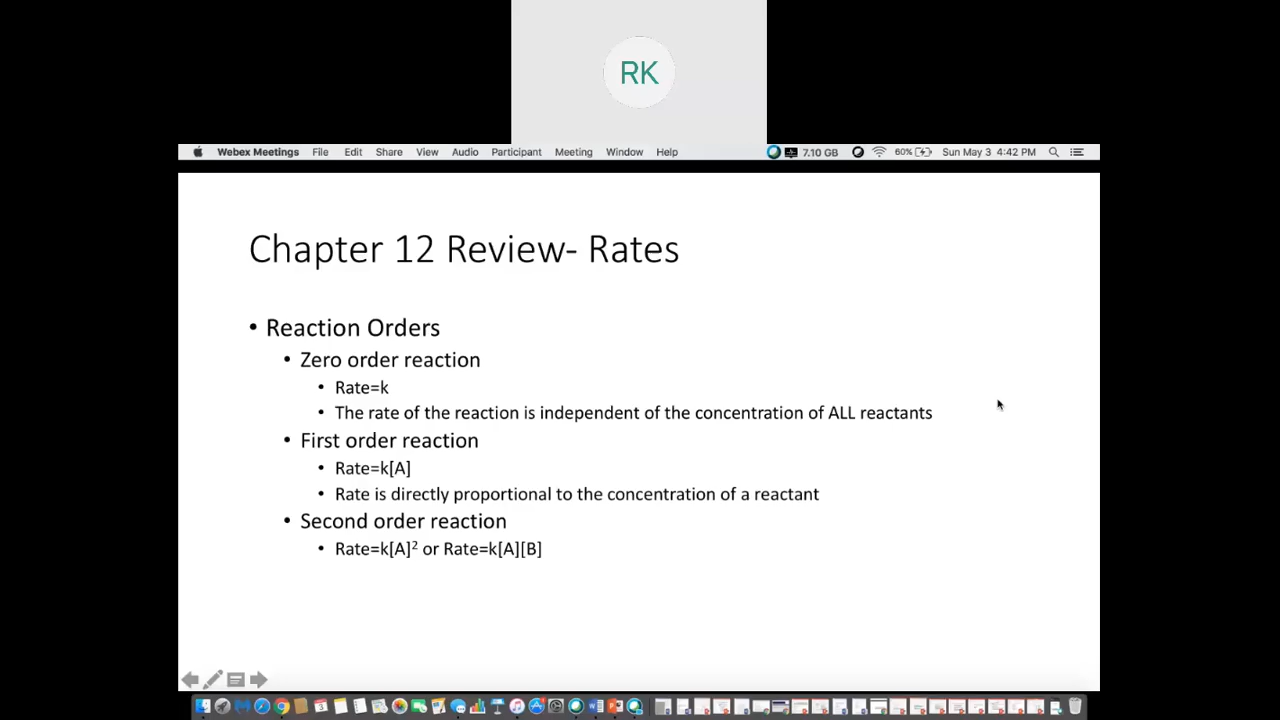 RK
Webex Meetings File Edit Share View Audio Participant Meeting Window Help 7.10 GB 60% Sun May 3 4:42 PM
Chapter 12 Review- Rates
• Reaction Orders
• Zero order reaction
• Rate=k
• The rate of the reaction is independent of the concentration of ALL reactants
• First order reaction
• Rate=k[A]
• Rate is directly proportional to the concentration of a reactant
• Second order reaction
• Rate=k[A]² or Rate=k[A][B]